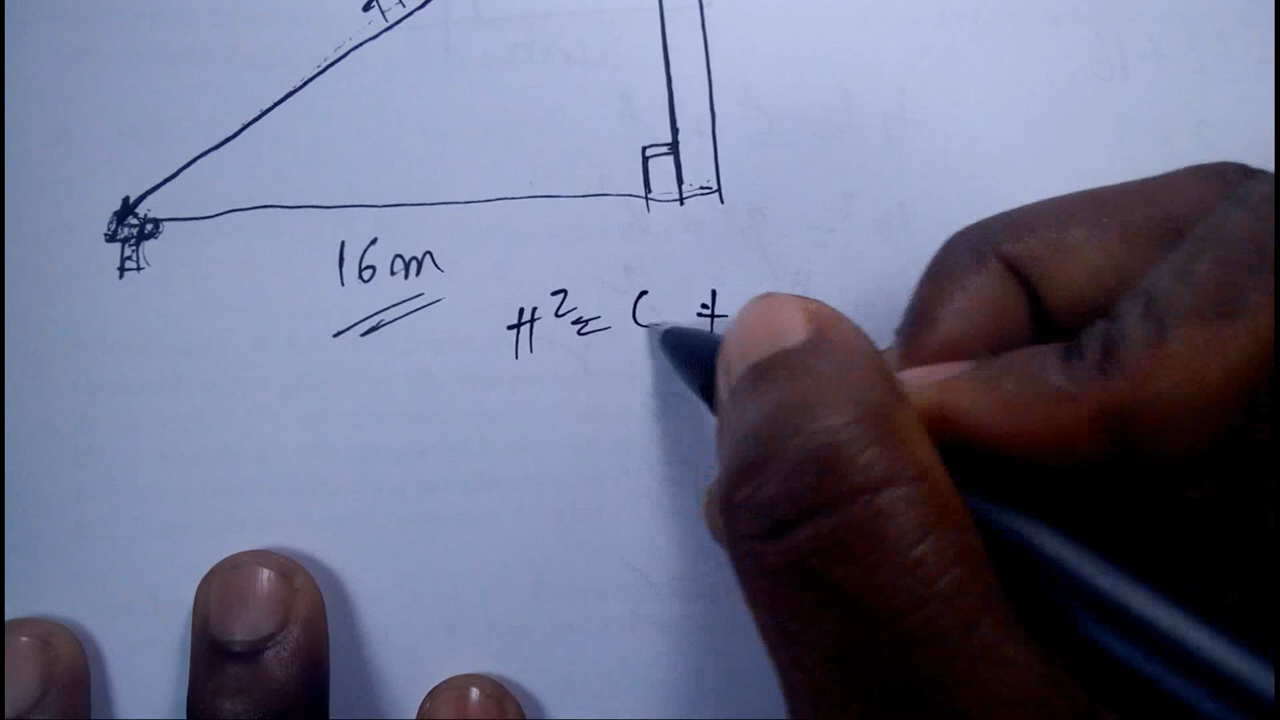 16m
H²= ( +